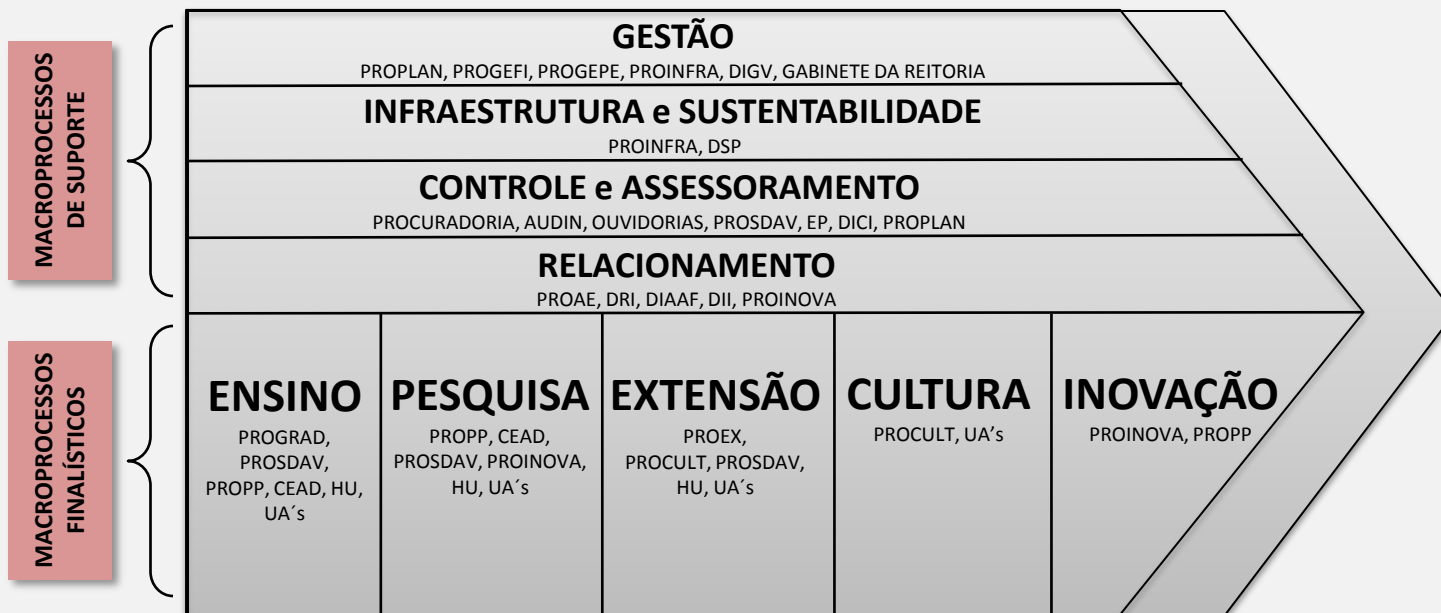 MACROPROCESSOS
DE SUPORTE
GESTÃO
PROPLAN, PROGEFI, PROGEPE, PROINFRA, DIGV, GABINETE DA REITORIA
INFRAESTRUTURA e SUSTENTABILIDADE
PROINFRA, DSP
CONTROLE e ASSESSORAMENTO
PROCURADORIA, AUDIN, OUVIDORIAS, PROSDAV, EP, DICI, PROPLAN
RELACIONAMENTO
PROAE, DRI, DIAAF, DII, PROINOVA
MACROPROCESSOS
FINALÍSTICOS
ENSINO
PROGRAD,
PROSDAV,
PROPP, CEAD, HU,
UA´s
PESQUISA
PROPP, CEAD,
PROSDAV, PROINOVA,
HU, UA´s
EXTENSÃO
PROEX,
PROCULT, PROSDAV,
HU, UA´s
CULTURA
PROCULT, UA’s
INOVAÇÃO
PROINOVA, PROPP